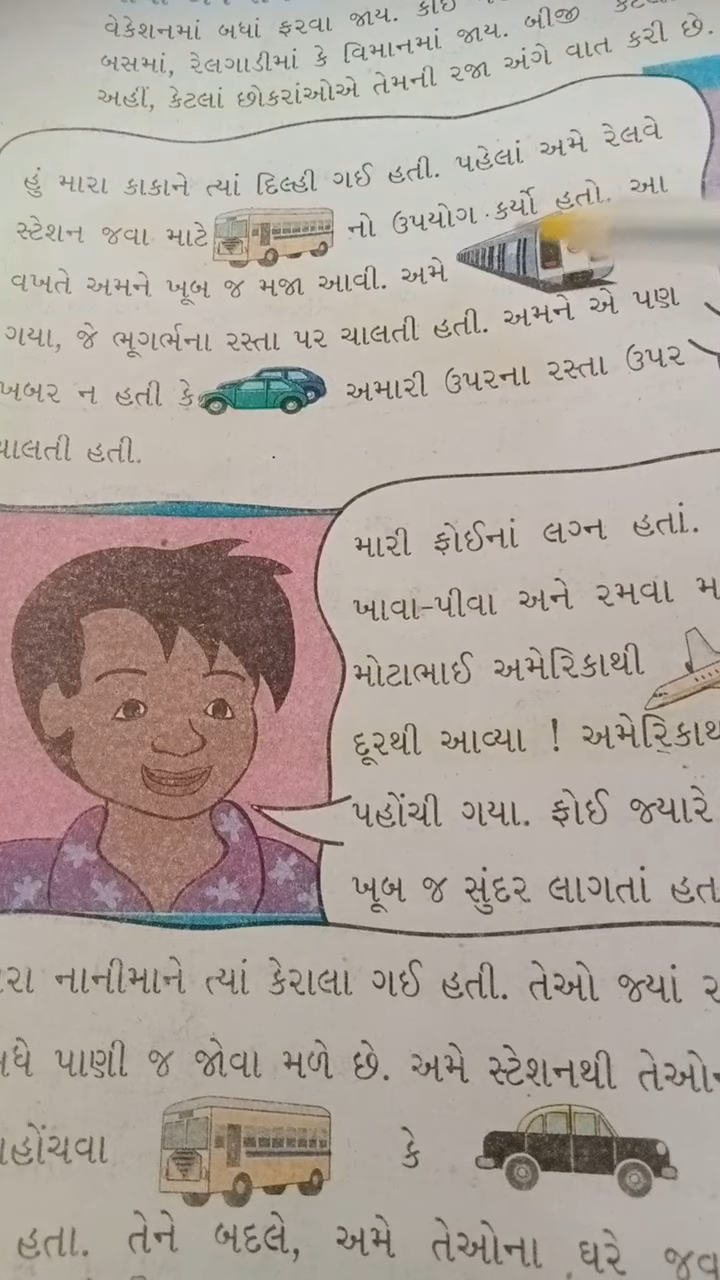 વેકેશનમાં બધાં ફરવા જાય. કોઈ
બસમાં, રેલગાડીમાં કે વિમાનમાં જાય. બીજી
અહીં, કેટલાં છોકરાંઓએ તેમની રજા અંગે વાત કરી છે.
હું મારા કાકાને ત્યાં દિલ્હી ગઈ હતી. પહેલાં અમે રેલવે
સ્ટેશન જવા માટે નો ઉપયોગ કર્યો હતો. આ
વખતે અમને ખૂબ જ મજા આવી. અમે
ગયા, જે ભૂગર્ભના રસ્તા પર ચાલતી હતી. અમને એ પણ
ખબર ન હતી કે અમારી ઉપરના રસ્તા ઉપર
ચાલતી હતી.
મારી ફોઈનાં લગ્ન હતાં.
ખાવા-પીવા અને રમવા
મોટાભાઈ અમેરિકાથી
દૂરથી આવ્યા ! અમેરિકાથ
પહોંચી ગયા. ફોઈ જ્યારે
ખૂબ જ સુંદર લાગતાં હત
રા નાનીમાને ત્યાં કેરાલા ગઈ હતી. તેઓ જ્યાં
ધે પાણી જ જોવા મળે છે. અમે સ્ટેશનથી તેઓ
હોંચવા કે
હતા. તેને બદલે, અમે તેઓના ઘરે જવ